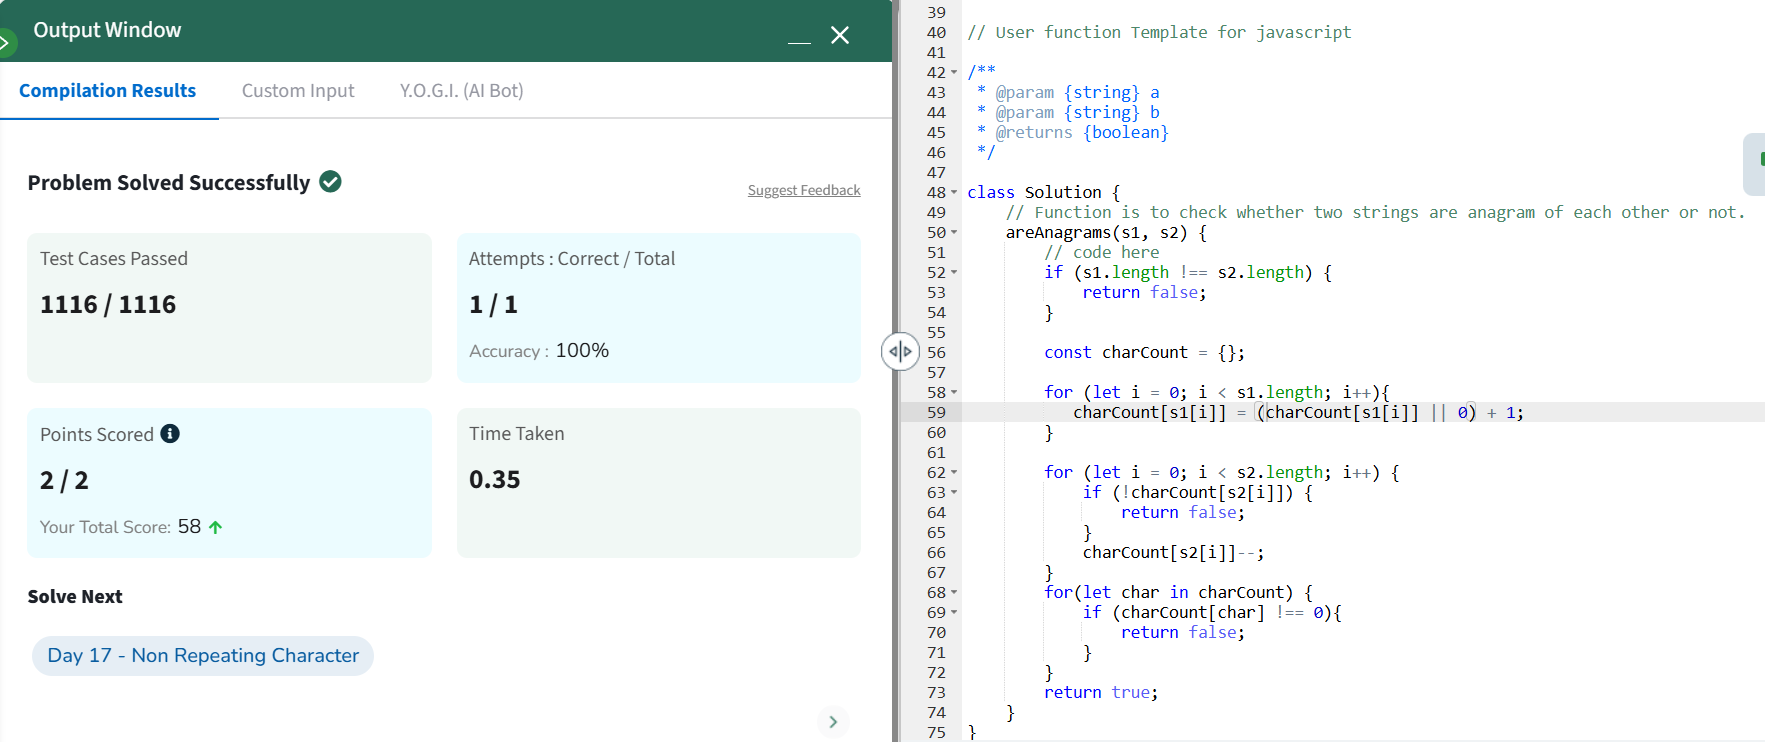 Output Window
Compilation Results
Custom Input
Y.O.G.I. (AI Bot)
Problem Solved Successfully
Suggest Feedback
Test Cases Passed
1116 / 1116
Attempts : Correct / Total
1 / 1
Accuracy : 100%
Points Scored
2 / 2
Your Total Score: 58
Time Taken
0.35
Solve Next
Day 17 - Non Repeating Character
39
40 // User function Template for javascript
41
42 /**
43  * @param {string} a
44  * @param {string} b
45  * @returns {boolean}
46  */
47
48 class Solution {
49     // Function is to check whether two strings are anagram of each other or not.
50     areAnagrams(s1, s2) {
51         // code here
52         if (s1.length !== s2.length) {
53             return false;
54         }
55
56         const charCount = {};
57
58         for (let i = 0; i < s1.length; i++){
59            charCount[s1[i]] = (charCount[s1[i]] || 0) + 1;
60         }
61
62         for (let i = 0; i < s2.length; i++) {
63             if (!charCount[s2[i]]) {
64                 return false;
65             }
66             charCount[s2[i]]--;
67         }
68         for(let char in charCount) {
69             if (charCount[char] !== 0){
70                 return false;
71             }
72         }
73         return true;
74     }
75 }